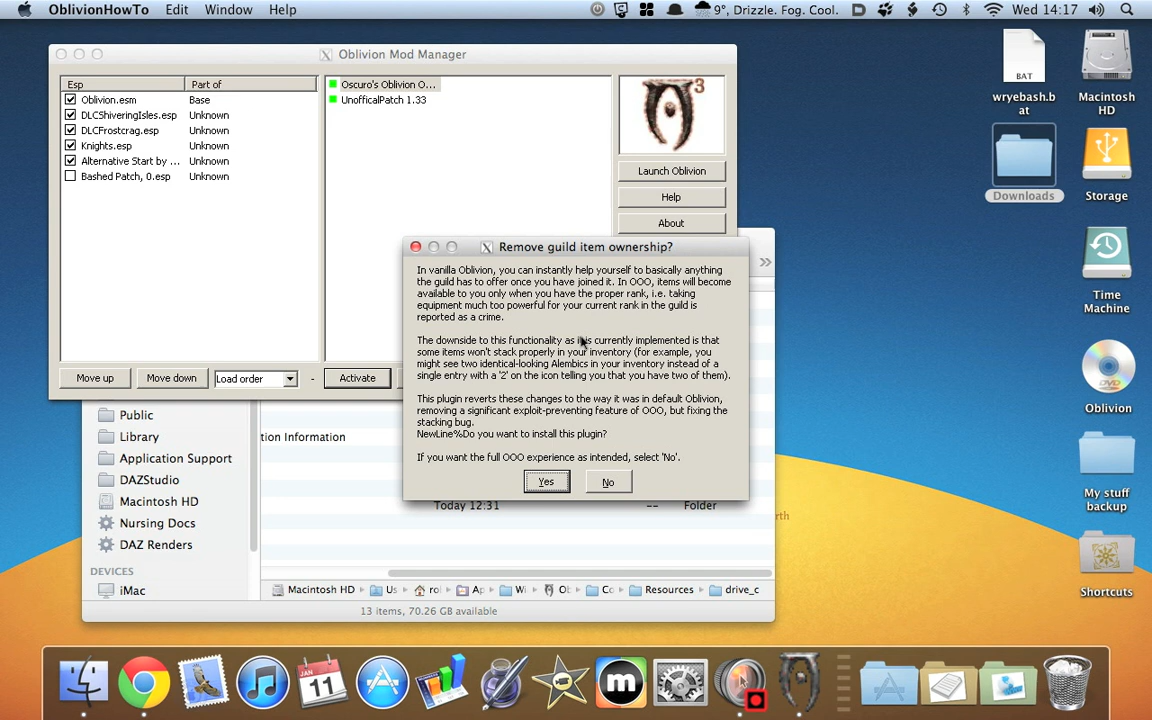 OblivionHowTo Edit Window Help
9°, Drizzle. Fog. Cool. Wed 14:17
Oblivion Mod Manager
Esp Part of
Oblivion.esm Base
DLCShiveringIsles.esp Unknown
DLCFrostcrag.esp Unknown
Knights.esp Unknown
Alternative Start by ... Unknown
Bashed Patch, 0.esp Unknown
Oscuro's Oblivion O...
UnofficalPatch 1.33
3
Launch Oblivion
Help
About
Move up Move down Load order - Activate
Remove guild item ownership?
In vanilla Oblivion, you can instantly help yourself to basically anything
the guild has to offer once you have joined it. In OOO, items will become
available to you only when you have the proper rank, i.e. taking
equipment much too powerful for your current rank in the guild is
reported as a crime.
The downside to this functionality as it is currently implemented is that
some items won't stack properly in your inventory (for example, you
might see two identical-looking Alembics in your inventory instead of a
single entry with a '2' on the icon telling you that you have two of them).
This plugin reverts these changes to the way it was in default Oblivion,
removing a significant exploit-preventing feature of OOO, but fixing the
stacking bug.
NewLine%Do you want to install this plugin?
If you want the full OOO experience as intended, select 'No'.
Yes No
Public
Library
Application Support
DAZStudio
Macintosh HD
Nursing Docs
DAZ Renders
DEVICES
iMac
tion Information
Today 12:31 -- Folder
rth
Macintosh HD Us ro Ap Wi Ob Co Resources drive_c
13 items, 70.26 GB available
BAT
wryebash.b
at
Macintosh
HD
Downloads
Storage
Time
Machine
DVD
Oblivion
My stuff
backup
Shortcuts
JAN
11
m